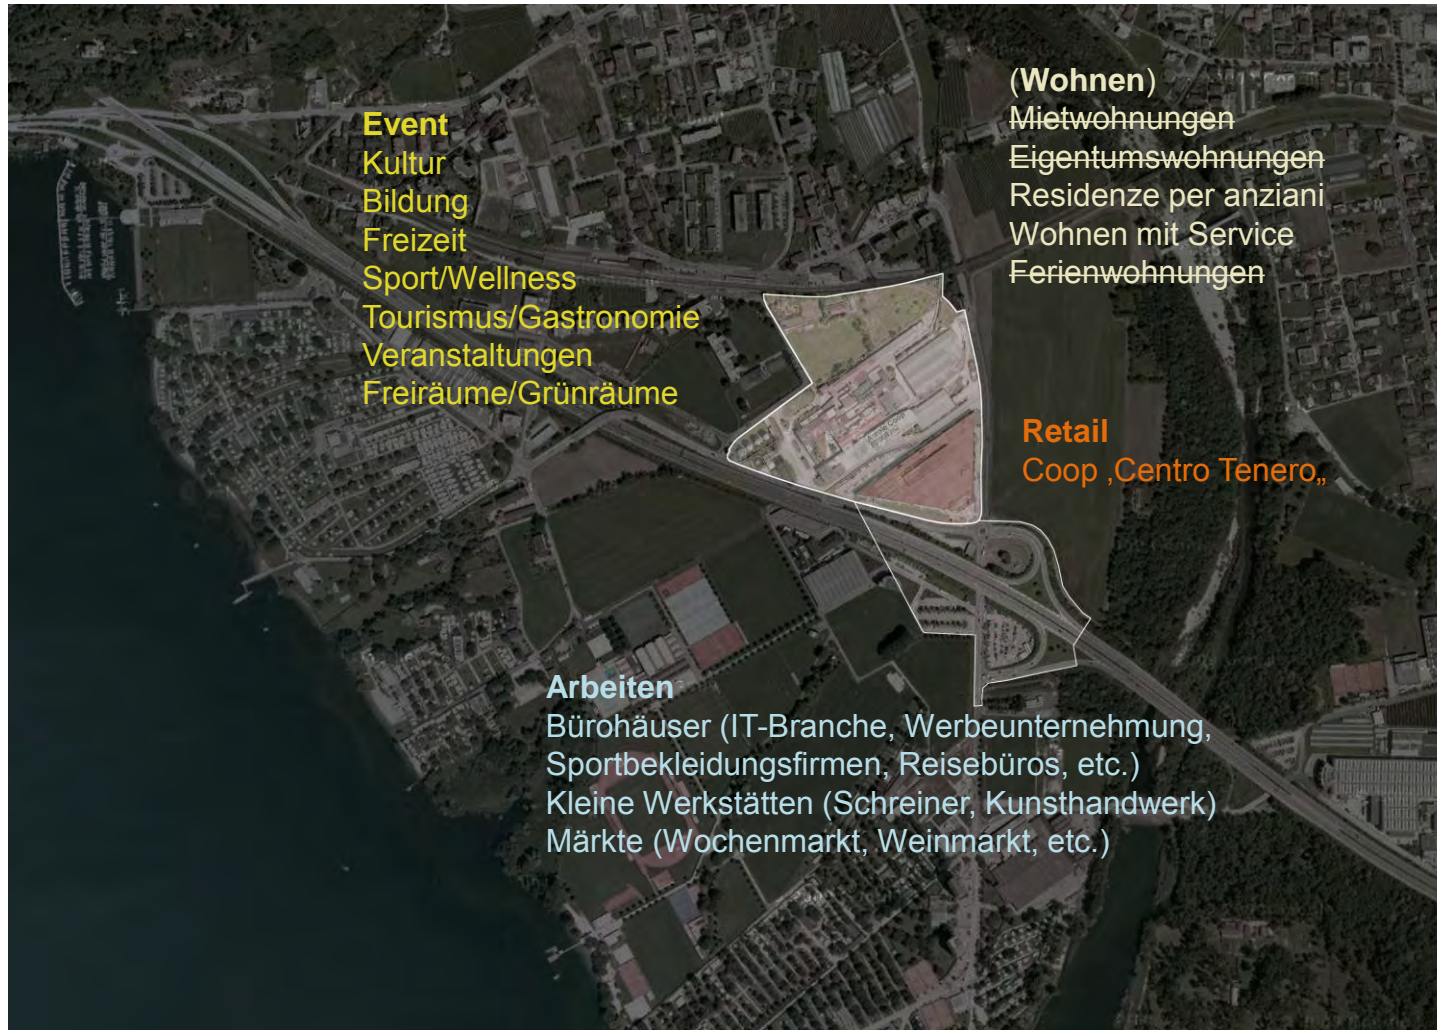 Event
Kultur
Bildung
Freizeit
Sport/Wellness
Tourismus/Gastronomie
Veranstaltungen
Freiräume/Grünräume
(Wohnen)
Mietwohnungen
Eigentumswohnungen
Residenze per anziani
Wohnen mit Service
Ferienwohnungen
Retail
Coop ‚Centro Tenero„
Arbeiten
Bürohäuser (IT-Branche, Werbeunternehmung,
Sportbekleidungsfirmen, Reisebüros, etc.)
Kleine Werkstätten (Schreiner, Kunsthandwerk)
Märkte (Wochenmarkt, Weinmarkt, etc.)